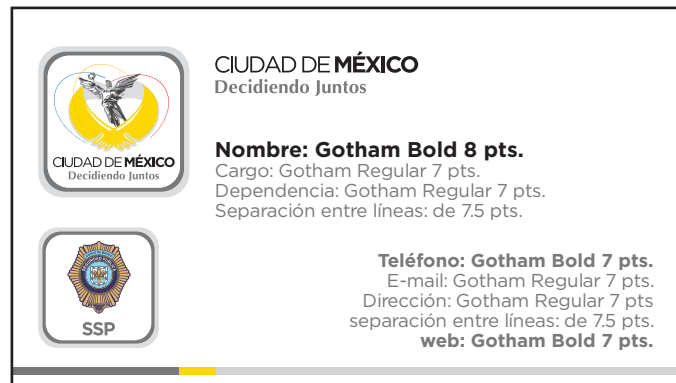 CIUDAD DE MÉXICO
Decidiendo Juntos
CIUDAD DE MÉXICO
Decidiendo Juntos
Nombre: Gotham Bold 8 pts.
Cargo: Gotham Regular 7 pts.
Dependencia: Gotham Regular 7 pts.
Separación entre líneas: de 7.5 pts.
SSP
Teléfono: Gotham Bold 7 pts.
E-mail: Gotham Regular 7 pts.
Dirección: Gotham Regular 7 pts
separación entre líneas: de 7.5 pts.
web: Gotham Bold 7 pts.